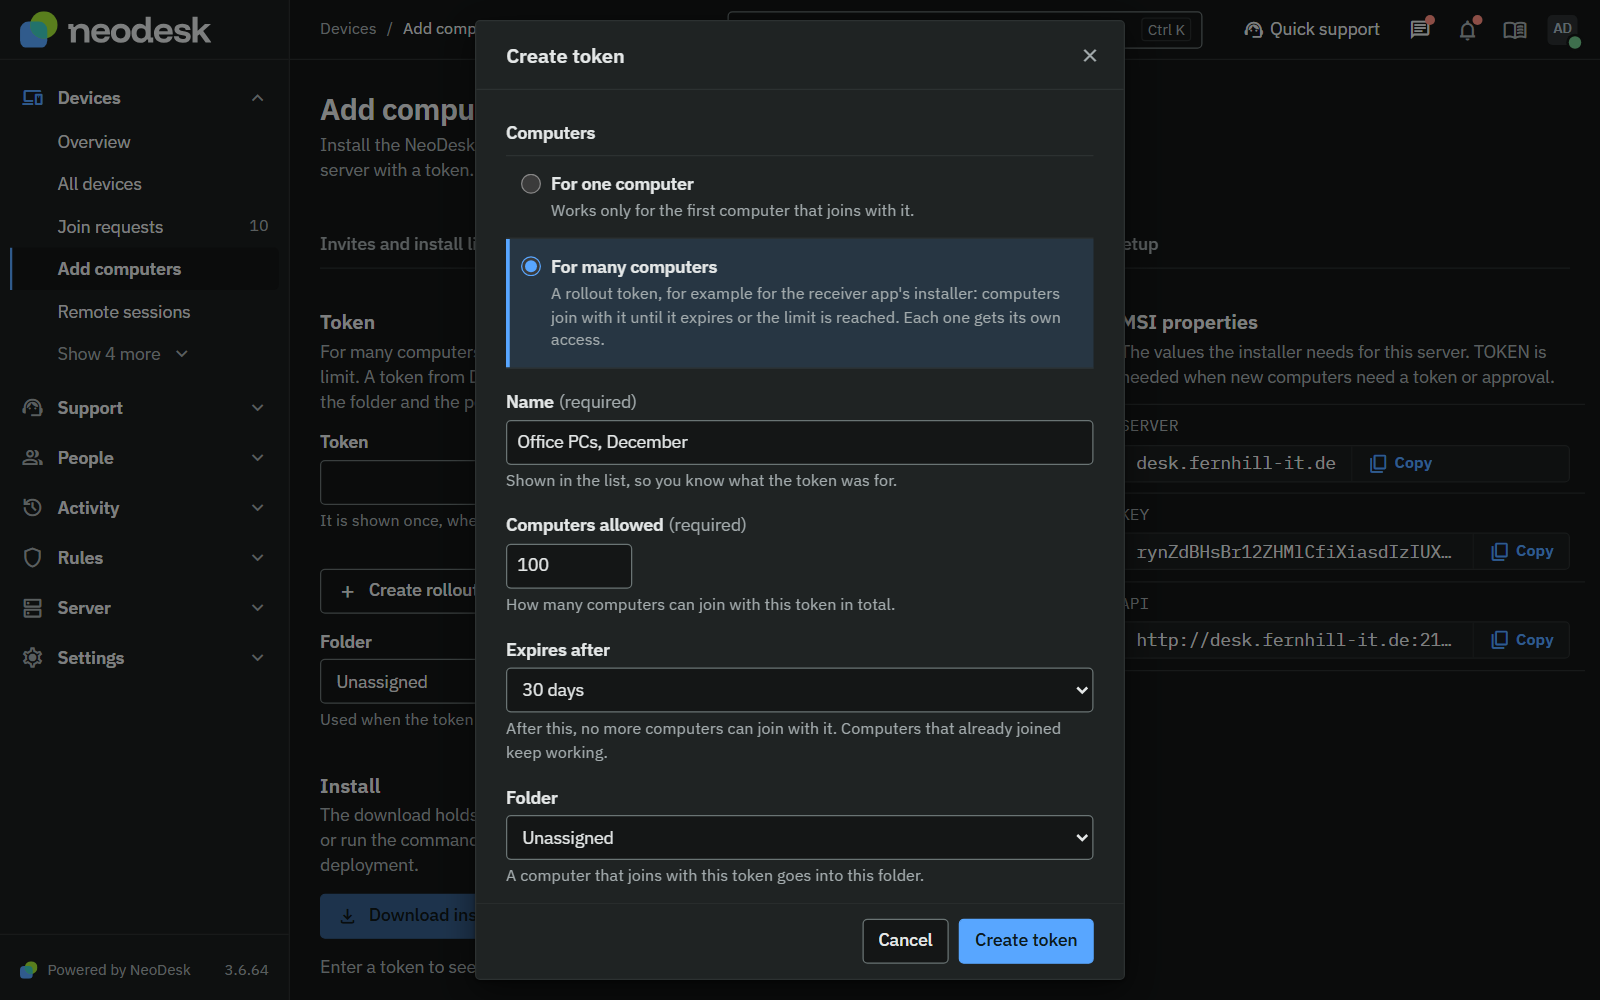 neodesk
Devices / Add comp
Ctrl K
Quick support
AD
Devices
Overview
All devices
Join requests 10
Add computers
Remote sessions
Show 4 more
Support
People
Activity
Rules
Server
Settings
Powered by NeoDesk 3.6.64
Add compu
Install the NeoDesk
server with a token.
Invites and install li
Token
For many computers
limit. A token from D
the folder and the p
Token
It is shown once, whe
Create rollout
Folder
Unassigned
Used when the token
Install
The download holds
or run the command
deployment.
Download ins
Enter a token to see
Create token
Computers
For one computer
Works only for the first computer that joins with it.
For many computers
A rollout token, for example for the receiver app's installer: computers
join with it until it expires or the limit is reached. Each one gets its own
access.
Name (required)
Office PCs, December
Shown in the list, so you know what the token was for.
Computers allowed (required)
100
How many computers can join with this token in total.
Expires after
30 days
After this, no more computers can join with it. Computers that already joined
keep working.
Folder
Unassigned
A computer that joins with this token goes into this folder.
Cancel
Create token
etup
MSI properties
The values the installer needs for this server. TOKEN is
needed when new computers need a token or approval.
SERVER
desk.fernhill-it.de Copy
KEY
rynZdBHsBr12ZHMlCfiXiasdIzIUX… Copy
API
http://desk.fernhill-it.de:21… Copy